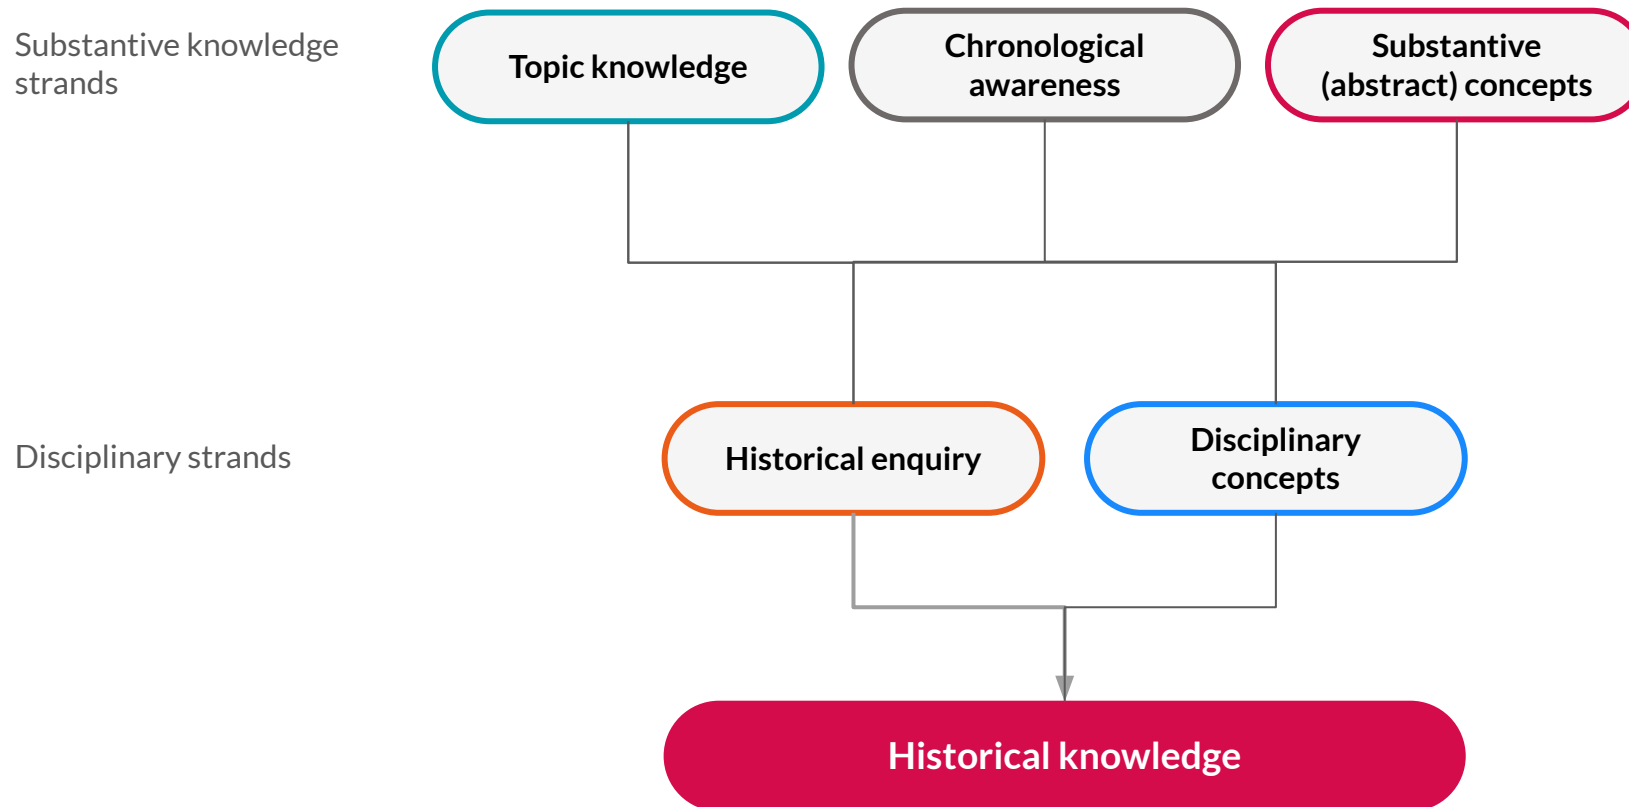 Substantive knowledge
strands
Topic knowledge
Chronological
awareness
Substantive
(abstract) concepts
Disciplinary strands
Historical enquiry
Disciplinary
concepts
Historical knowledge